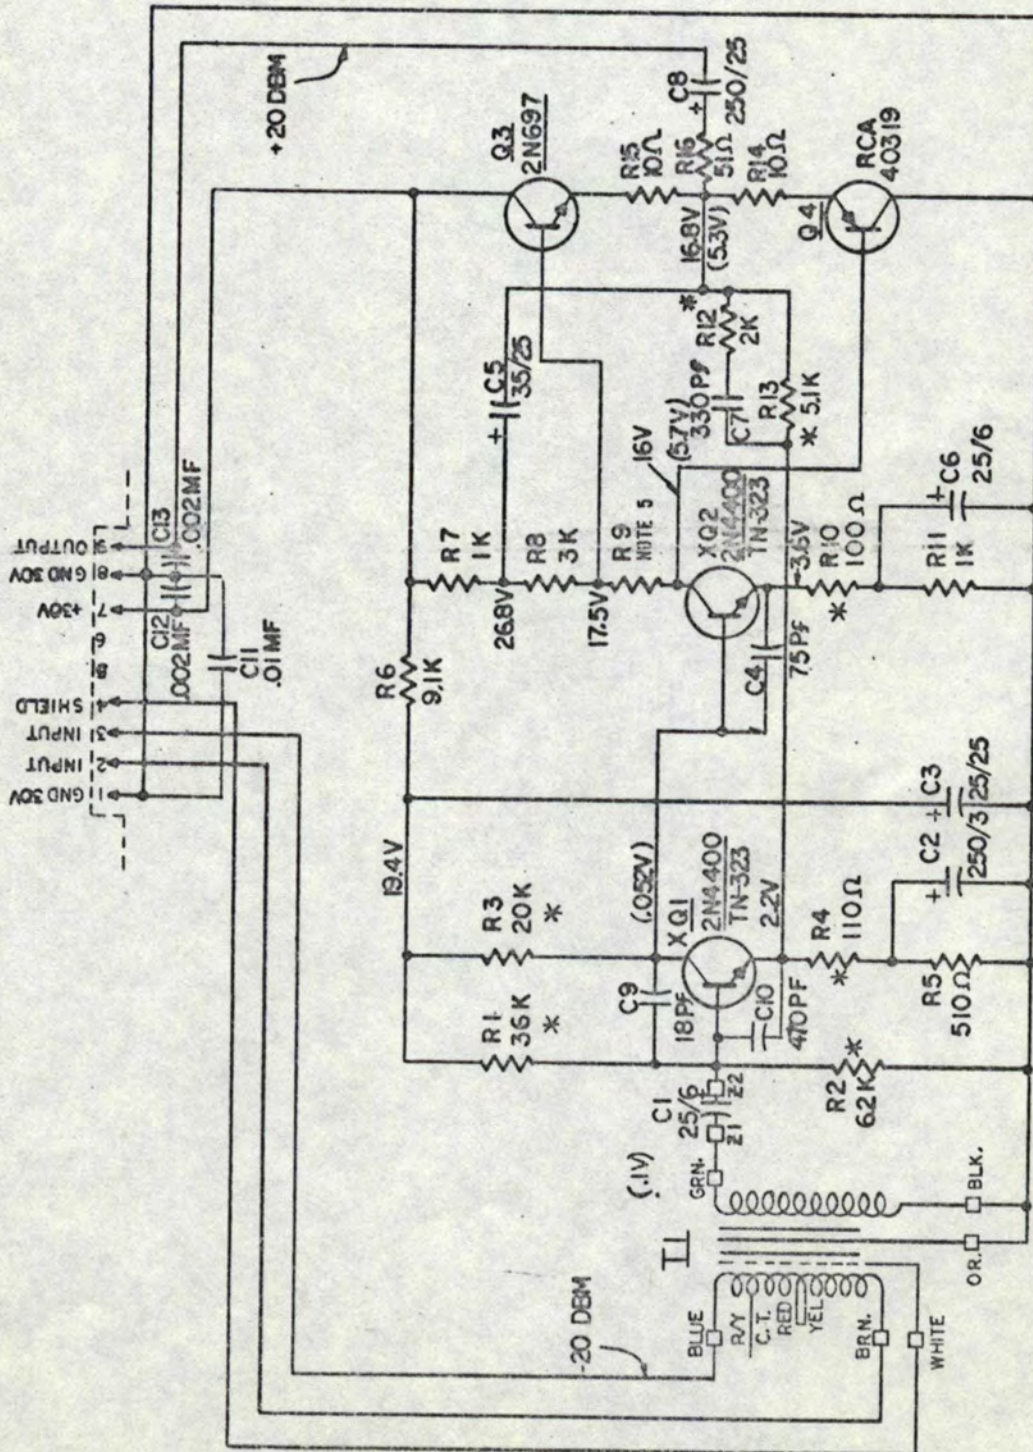 9 OUTPUT
8 GND 30V
7 +30V
6
5
4 SHIELD
3 INPUT
2 INPUT
1 GND 30V
C13
.002MF
C12
.002MF
C11
.01MF
+20 DBM
-20 DBM
BLUE
R/Y
C.T.
RED
YEL
BRN.
WHITE
T1
(.1V)
GRN.
OR.
BLK.
C1
25/6
Z1
Z2
19.4V
R1
36K
*
R3
20K
*
R2
62K
*
C9
18Pf
C10
470PF
(.052V)
XQ1
2N4400
TN-323
2.2V
R4
110Ω
*
R5
510Ω
C2
250/3
C3
25/25
R6
9.1K
R7
1K
26.8V
R8
3K
17.5V
R9
NOTE 5
C5
35/25
16V
(5.7V)
XQ2
2N4400
TN-323
3.6V
C4
75Pf
R10
100Ω
*
R11
1K
C6
25/6
330Pf
C7
R12
2K
*
R13
5.1K
*
Q3
2N697
R15
10Ω
R16
51Ω
R14
10Ω
16.8V
(5.3V)
C8
250/25
Q4
RCA
40319